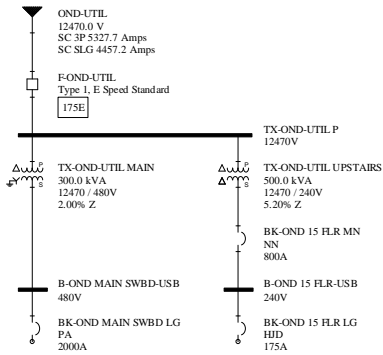 OND-UTIL
12470.0 V
SC 3P 5327.7 Amps
SC SLG 4457.2 Amps
F-OND-UTIL
Type 1, E Speed Standard
175E
TX-OND-UTIL P
12470V
P
S
TX-OND-UTIL MAIN
300.0 kVA
12470 / 480V
2.00% Z
P
S
TX-OND-UTIL UPSTAIRS
500.0 kVA
12470 / 240V
5.20% Z
BK-OND 15 FLR MN
NN
800A
B-OND MAIN SWBD-USB
480V
B-OND 15 FLR-USB
240V
BK-OND MAIN SWBD LG
PA
2000A
BK-OND 15 FLR LG
HJD
175A